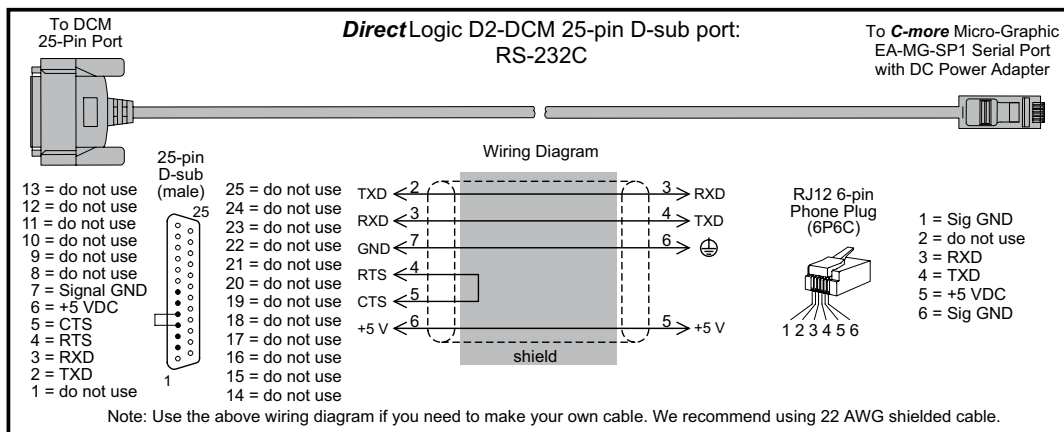 To DCM
25-Pin Port
DirectLogic D2-DCM 25-pin D-sub port:
RS-232C
To C-more Micro-Graphic
EA-MG-SP1 Serial Port
with DC Power Adapter
25-pin
D-sub
(male)
13 = do not use
12 = do not use
11 = do not use
10 = do not use
9 = do not use
8 = do not use
7 = Signal GND
6 = +5 VDC
5 = CTS
4 = RTS
3 = RXD
2 = TXD
1 = do not use
25
1
25 = do not use
24 = do not use
23 = do not use
22 = do not use
21 = do not use
20 = do not use
19 = do not use
18 = do not use
17 = do not use
16 = do not use
15 = do not use
14 = do not use
Wiring Diagram
TXD 2 3 RXD
RXD 3 4 TXD
GND 7 6
RTS 4
CTS 5
+5 V 6 5 +5 V
shield
RJ12 6-pin
Phone Plug
(6P6C)
1 2 3 4 5 6
1 = Sig GND
2 = do not use
3 = RXD
4 = TXD
5 = +5 VDC
6 = Sig GND
Note: Use the above wiring diagram if you need to make your own cable. We recommend using 22 AWG shielded cable.